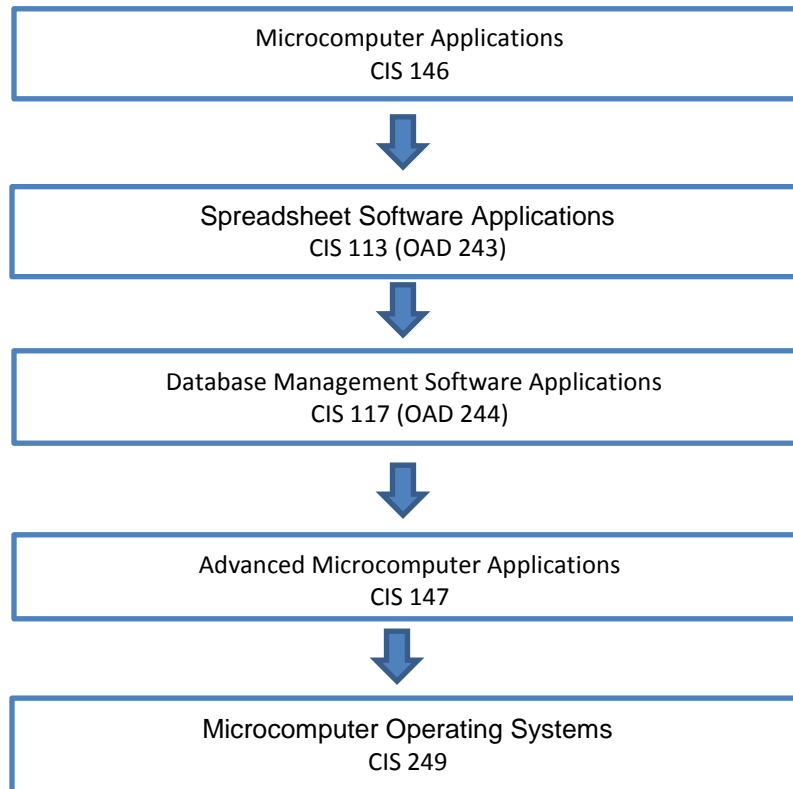 Microcomputer Applications
CIS 146
Spreadsheet Software Applications
CIS 113 (OAD 243)
Database Management Software Applications
CIS 117 (OAD 244)
Advanced Microcomputer Applications
CIS 147
Microcomputer Operating Systems
CIS 249